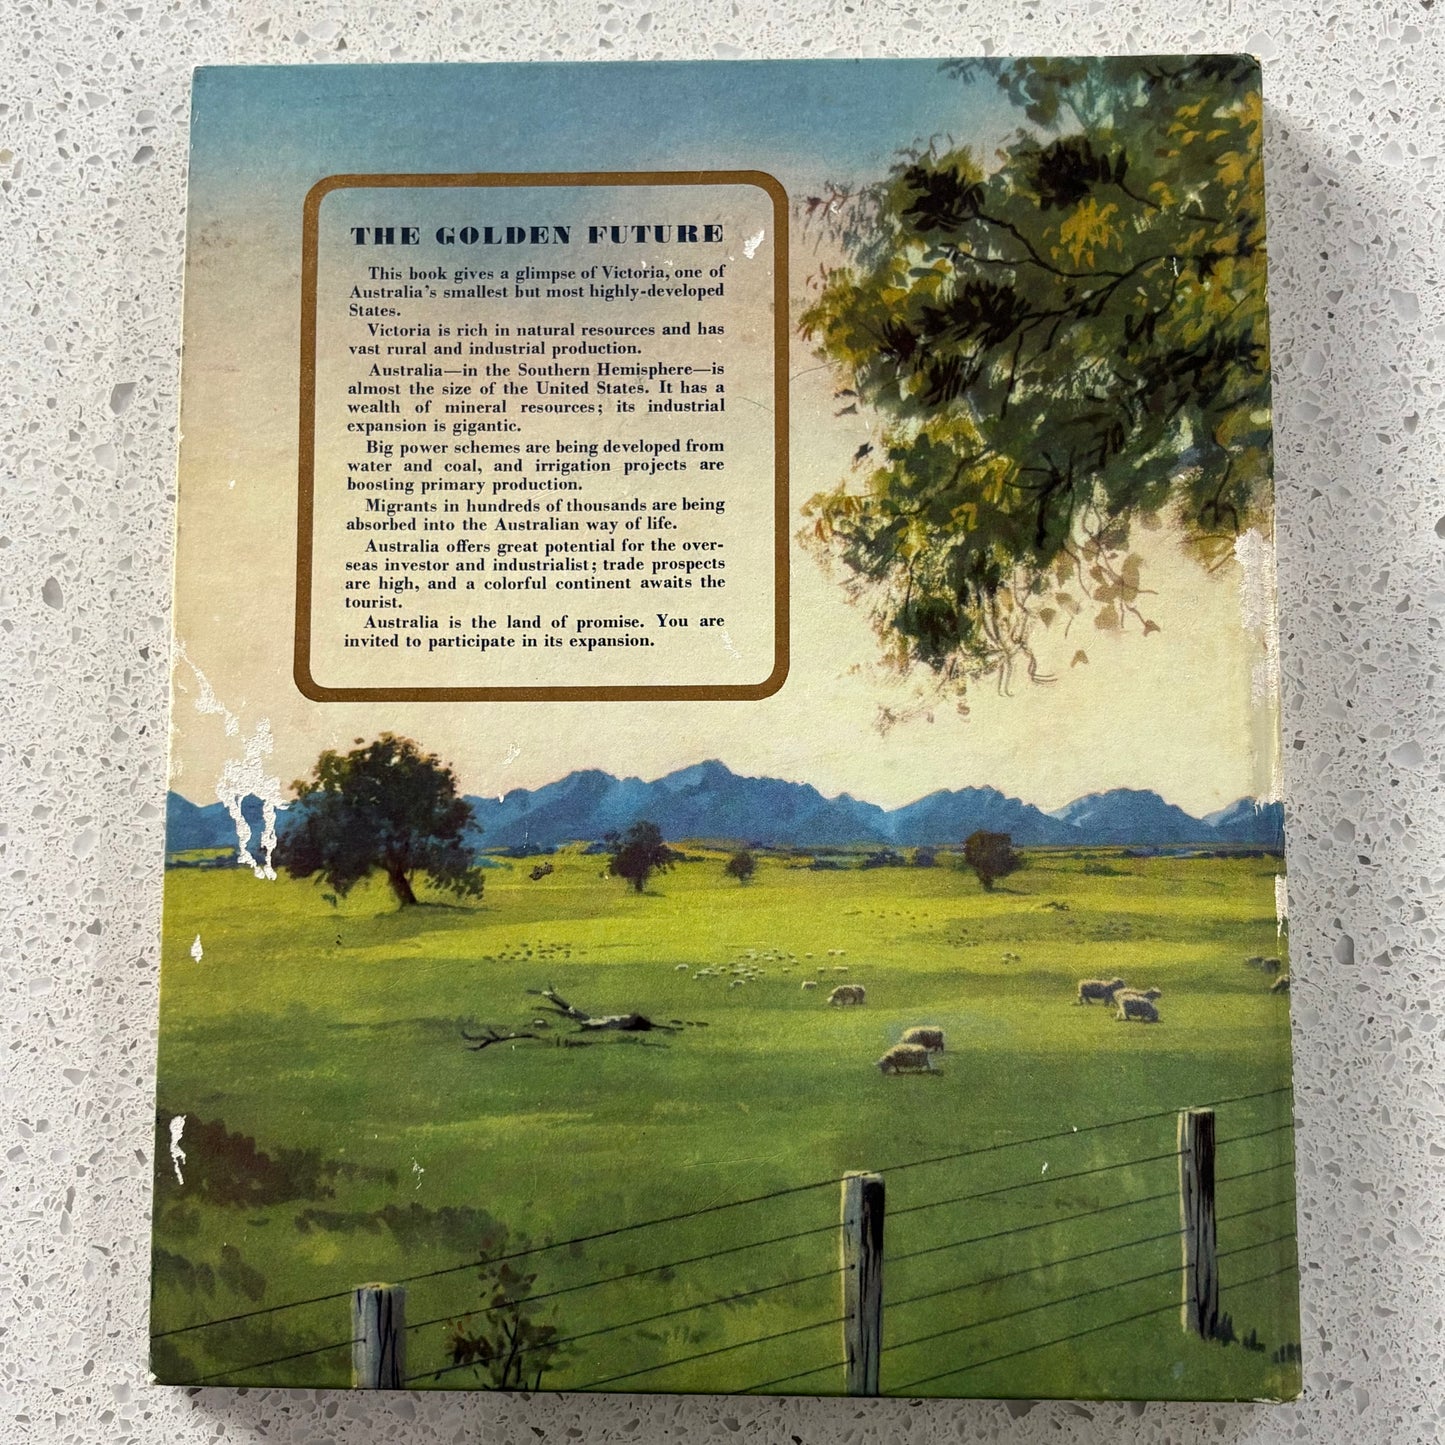 THE GOLDEN FUTURE
This book gives a glimpse of Victoria, one of
Australia's smallest but most highly-developed
States.
Victoria is rich in natural resources and has
vast rural and industrial production.
Australia—in the Southern Hemisphere—is
almost the size of the United States. It has a
wealth of mineral resources; its industrial
expansion is gigantic.
Big power schemes are being developed from
water and coal, and irrigation projects are
boosting primary production.
Migrants in hundreds of thousands are being
absorbed into the Australian way of life.
Australia offers great potential for the over-
seas investor and industrialist; trade prospects
are high, and a colorful continent awaits the
tourist.
Australia is the land of promise. You are
invited to participate in its expansion.